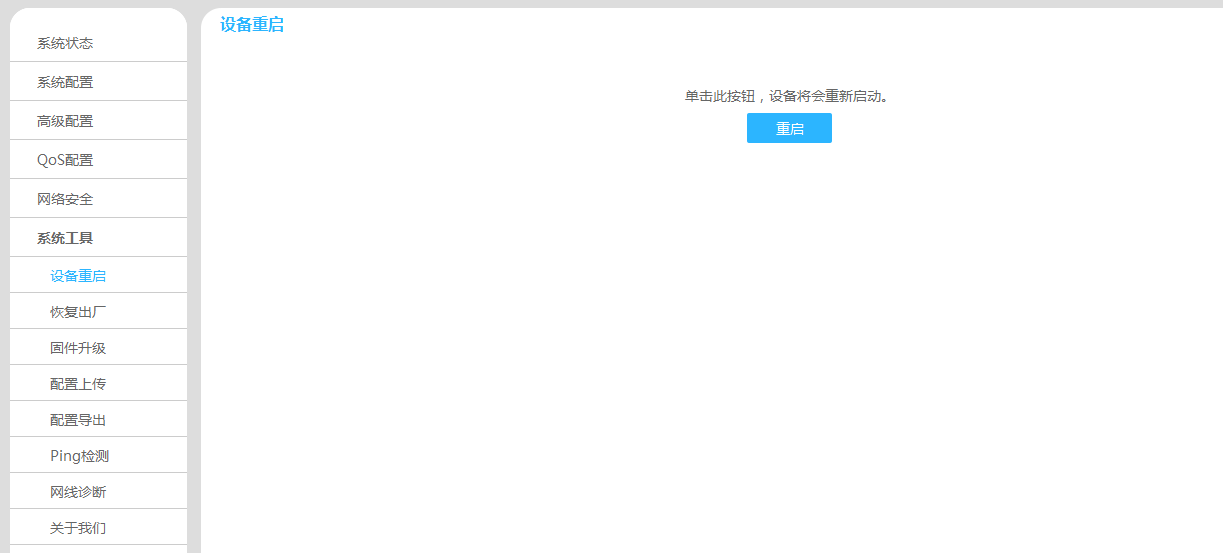 系统状态
系统配置
高级配置
QoS配置
网络安全
系统工具
设备重启
恢复出厂
固件升级
配置上传
配置导出
Ping检测
网线诊断
关于我们
设备重启
单击此按钮，设备将会重新启动。
重启